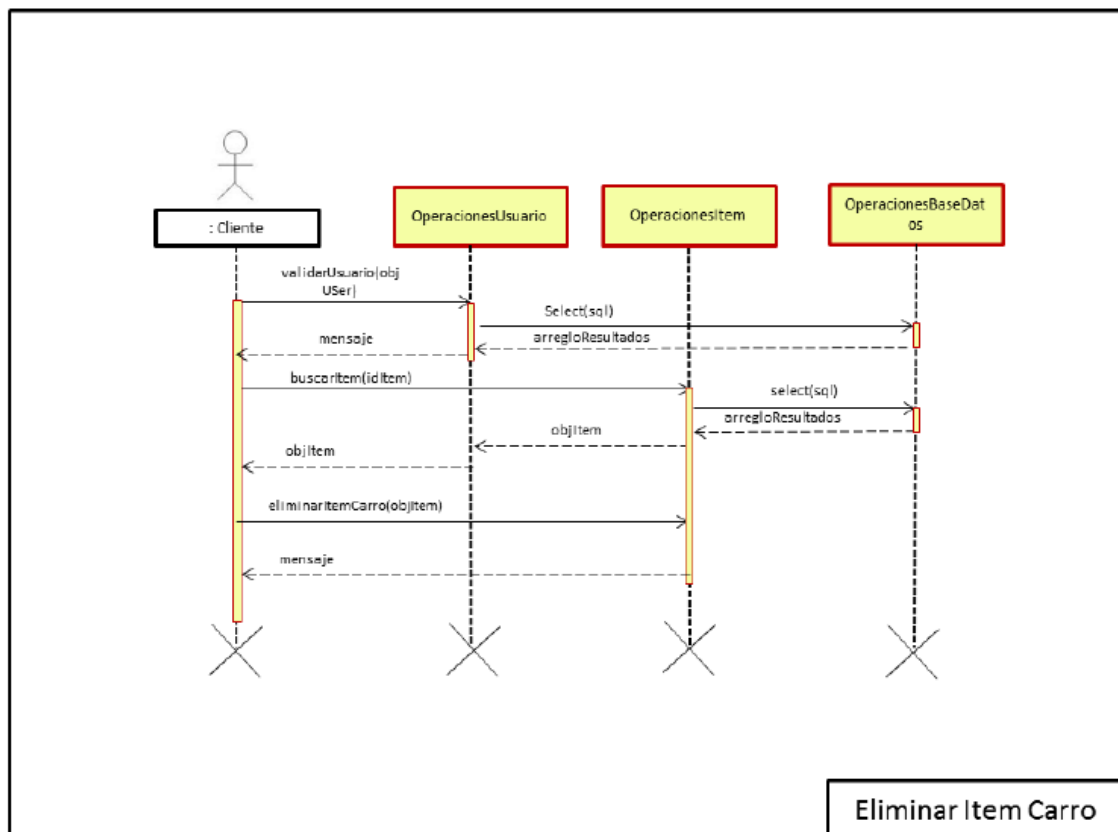 : Cliente
OperacionesUsuario
OperacionesItem
OperacionesBaseDat
os
validarUsuario(obj
USer)
Select(sql)
arregloResultados
mensaje
buscarItem(idItem)
select(sql)
arregloResultados
objItem
objItem
eliminarItemCarro(objItem)
mensaje
Eliminar Item Carro